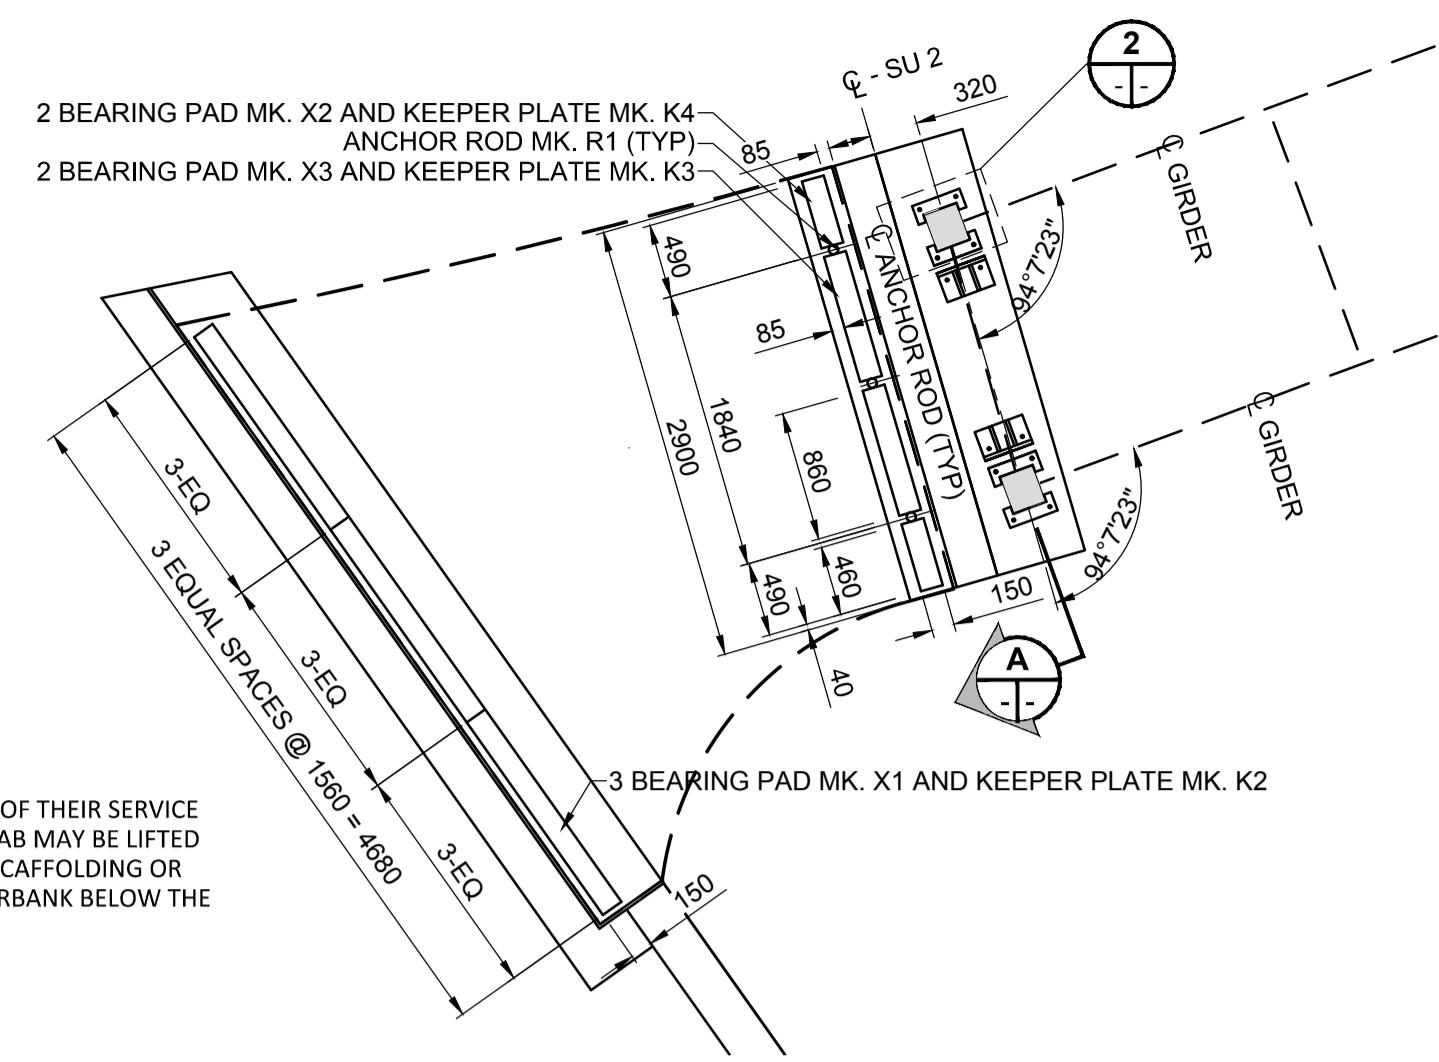 2
- -
℄ - SU 2
320
2 BEARING PAD MK. X2 AND KEEPER PLATE MK. K4
ANCHOR ROD MK. R1 (TYP)
2 BEARING PAD MK. X3 AND KEEPER PLATE MK. K3
85
℄ GIRDER
490
℄ ANCHOR ROD (TYP)
94°7'23"
85
1840
2900
860
℄ GIRDER
3-EQ
94°7'23"
460
490
150
3 EQUAL SPACES @ 1560 = 4680
3-EQ
40
A
- -
3 BEARING PAD MK. X1 AND KEEPER PLATE MK. K2
OF THEIR SERVICE
AB MAY BE LIFTED
CAFFOLDING OR
RBANK BELOW THE
3-EQ
150